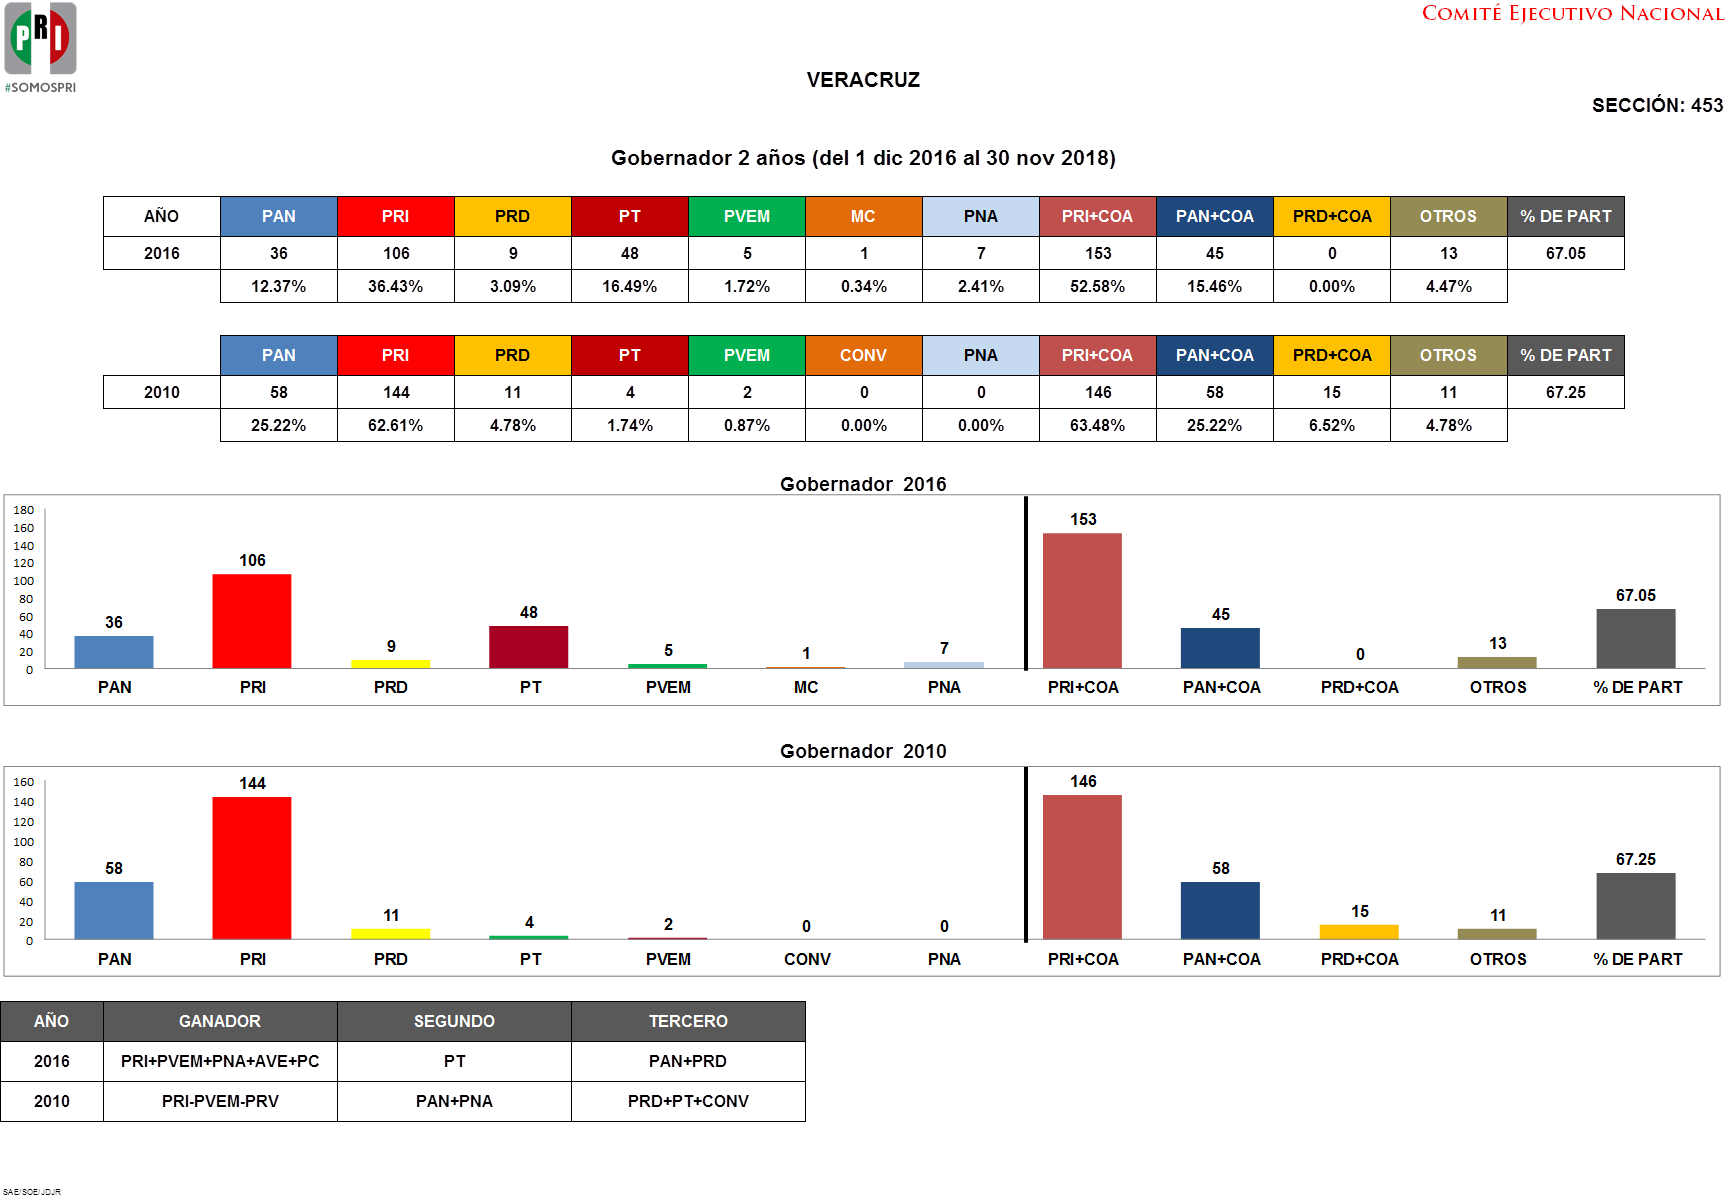 COMITÉ EJECUTIVO NACIONAL
PRI
#SOMOSPRI
VERACRUZ
SECCIÓN: 453
Gobernador 2 años (del 1 dic 2016 al 30 nov 2018)
AÑO PAN PRI PRD PT PVEM MC PNA PRI+COA PAN+COA PRD+COA OTROS % DE PART
2016 36 106 9 48 5 1 7 153 45 0 13 67.05
12.37% 36.43% 3.09% 16.49% 1.72% 0.34% 2.41% 52.58% 15.46% 0.00% 4.47%
PAN PRI PRD PT PVEM CONV PNA PRI+COA PAN+COA PRD+COA OTROS % DE PART
2010 58 144 11 4 2 0 0 146 58 15 11 67.25
25.22% 62.61% 4.78% 1.74% 0.87% 0.00% 0.00% 63.48% 25.22% 6.52% 4.78%
Gobernador 2016
180
160
140
120
100
80
60
40
20
0
36 106 9 48 5 1 7 153 45 0 13 67.05
PAN PRI PRD PT PVEM MC PNA PRI+COA PAN+COA PRD+COA OTROS % DE PART
Gobernador 2010
160
140
120
100
80
60
40
20
0
58 144 11 4 2 0 0 146 58 15 11 67.25
PAN PRI PRD PT PVEM CONV PNA PRI+COA PAN+COA PRD+COA OTROS % DE PART
AÑO GANADOR SEGUNDO TERCERO
2016 PRI+PVEM+PNA+AVE+PC PT PAN+PRD
2010 PRI-PVEM-PRV PAN+PNA PRD+PT+CONV
SAE/SOE/JDJR